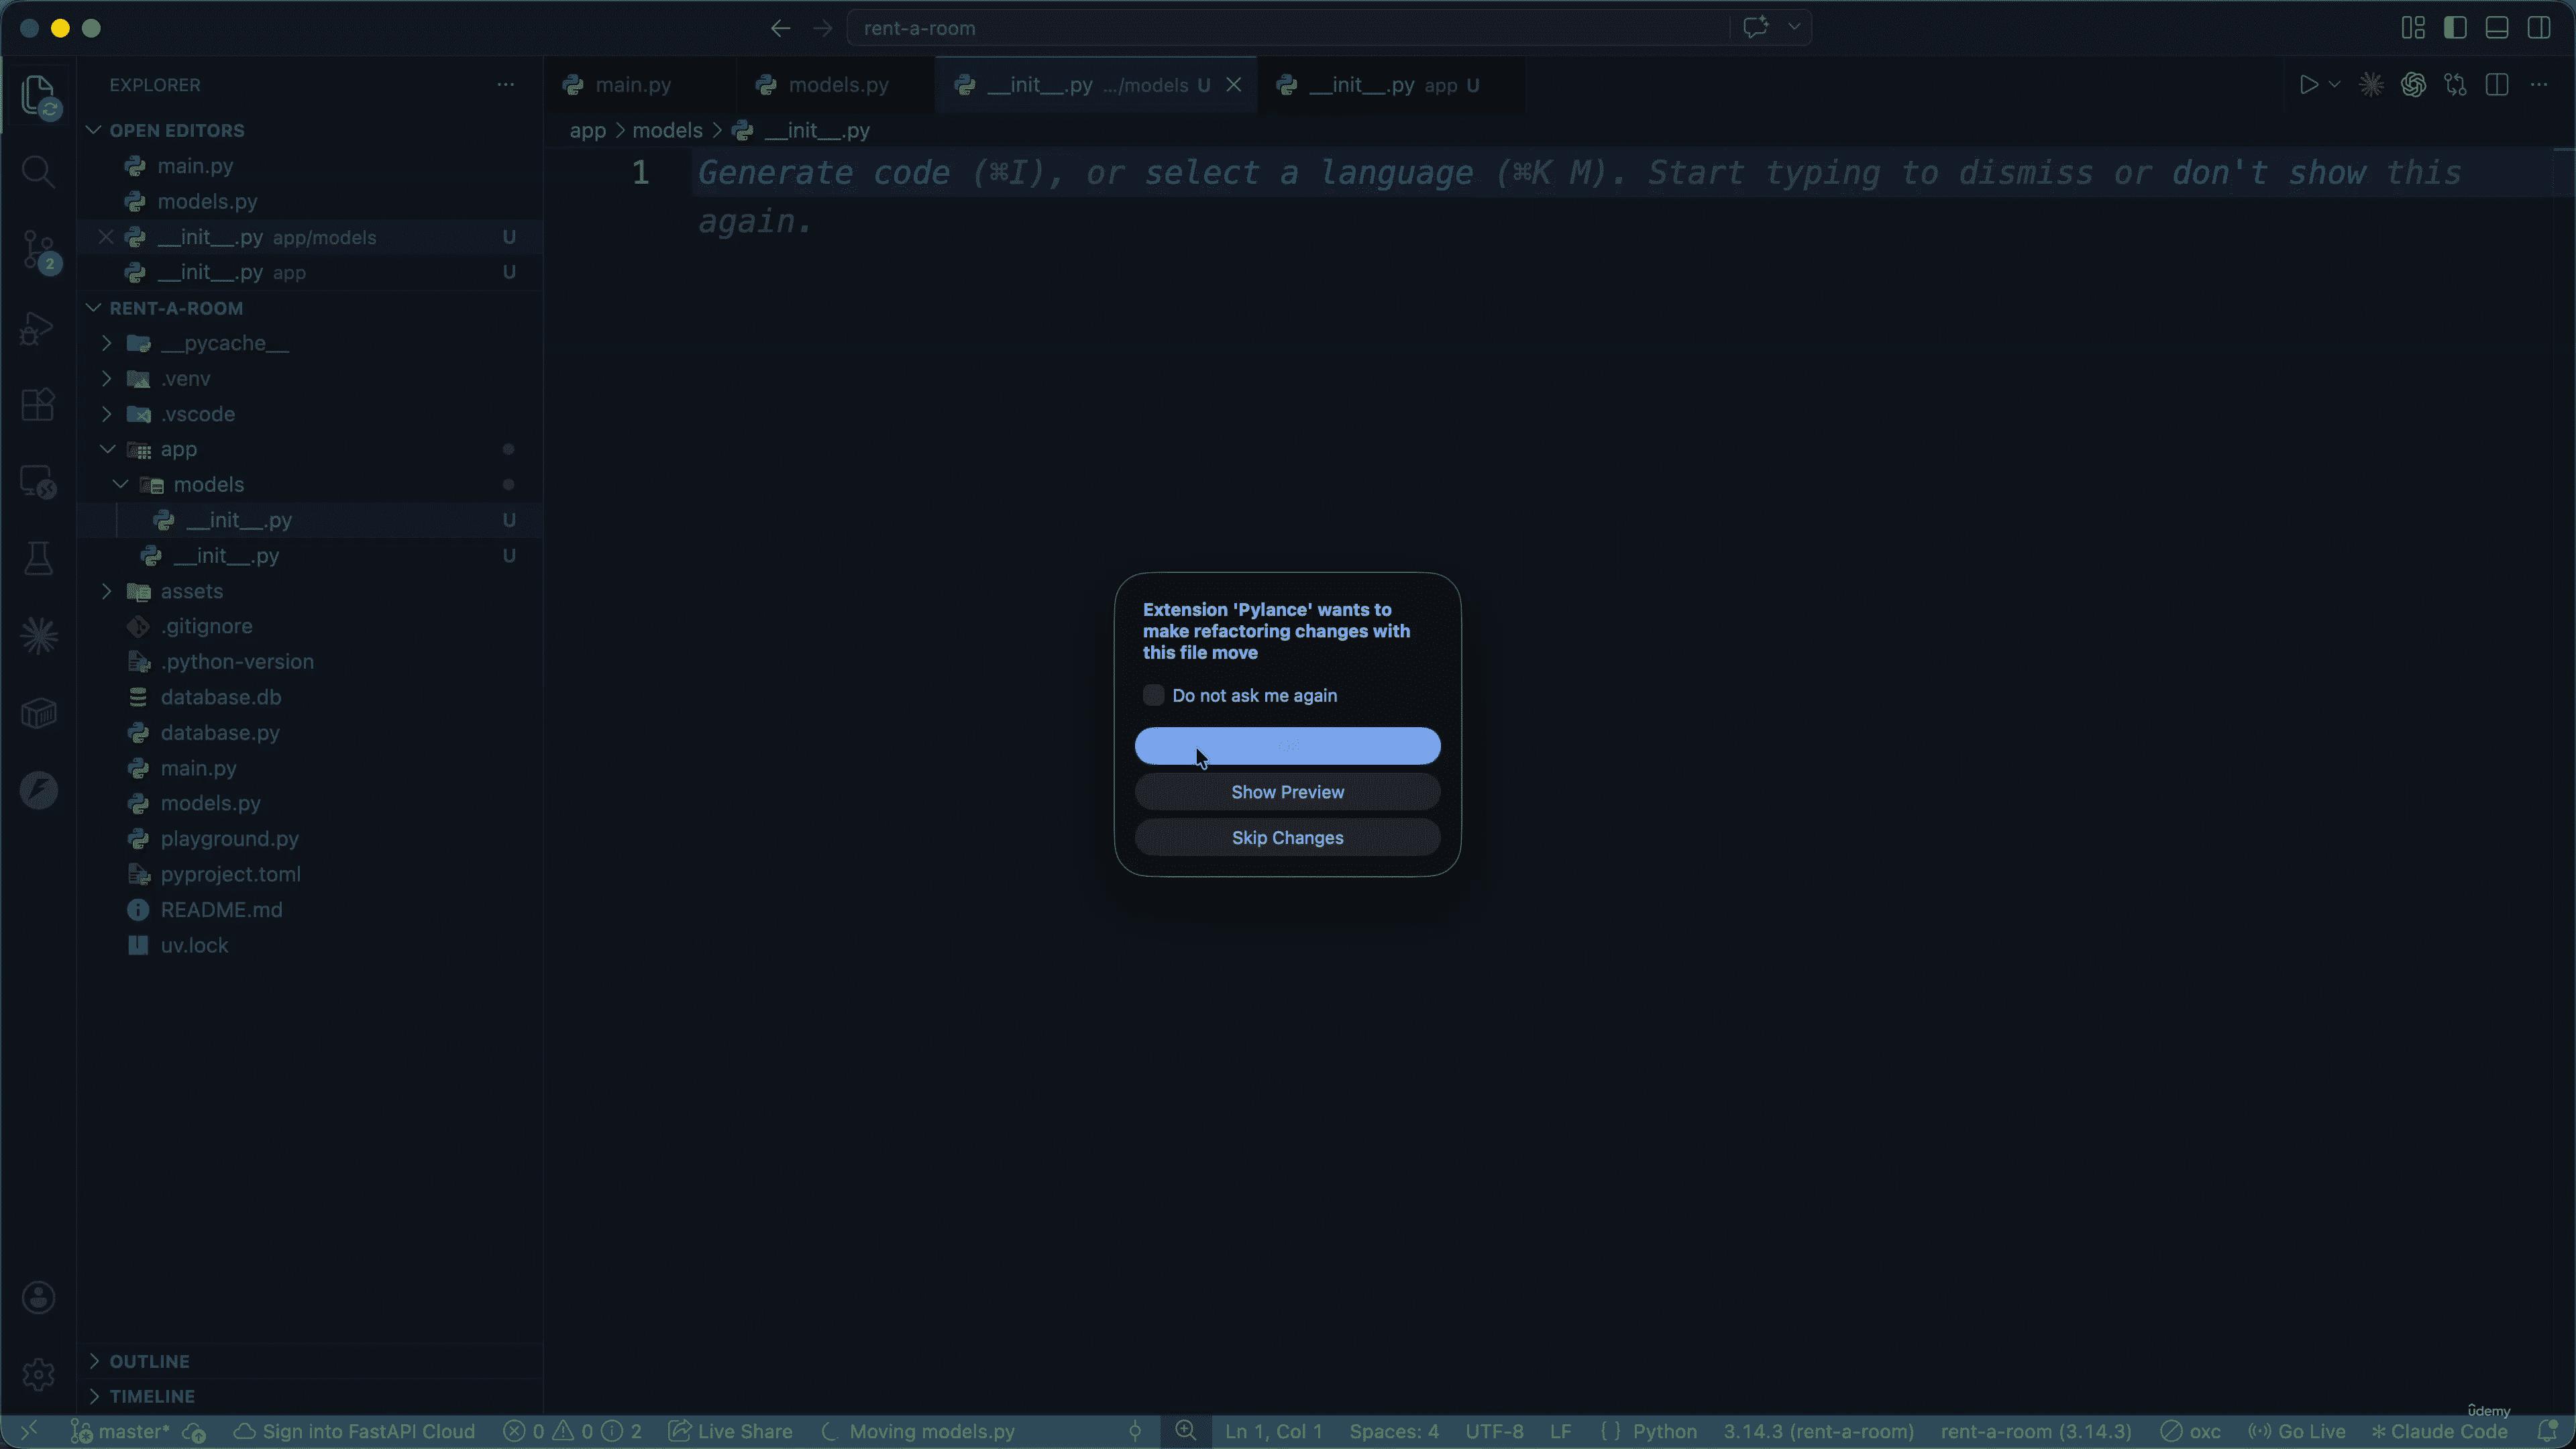 rent-a-room
EXPLORER
main.py
models.py
__init__.py .../models U
__init__.py app U
OPEN EDITORS
app > models > __init__.py
main.py
models.py
__init__.py app/models U
__init__.py app U
1
Generate code (⌘I), or select a language (⌘K M). Start typing to dismiss or don't show this
again.
2
RENT-A-ROOM
__pycache__
.venv
.vscode
app
models
__init__.py U
__init__.py U
assets
.gitignore
.python-version
database.db
database.py
main.py
models.py
playground.py
pyproject.toml
README.md
uv.lock
Extension 'Pylance' wants to
make refactoring changes with
this file move
Do not ask me again
Show Preview
Skip Changes
OUTLINE
TIMELINE
udemy
master* Sign into FastAPI Cloud 0 0 2 Live Share Moving models.py Ln 1, Col 1 Spaces: 4 UTF-8 LF { } Python 3.14.3 (rent-a-room) rent-a-room (3.14.3) oxc Go Live Claude Code